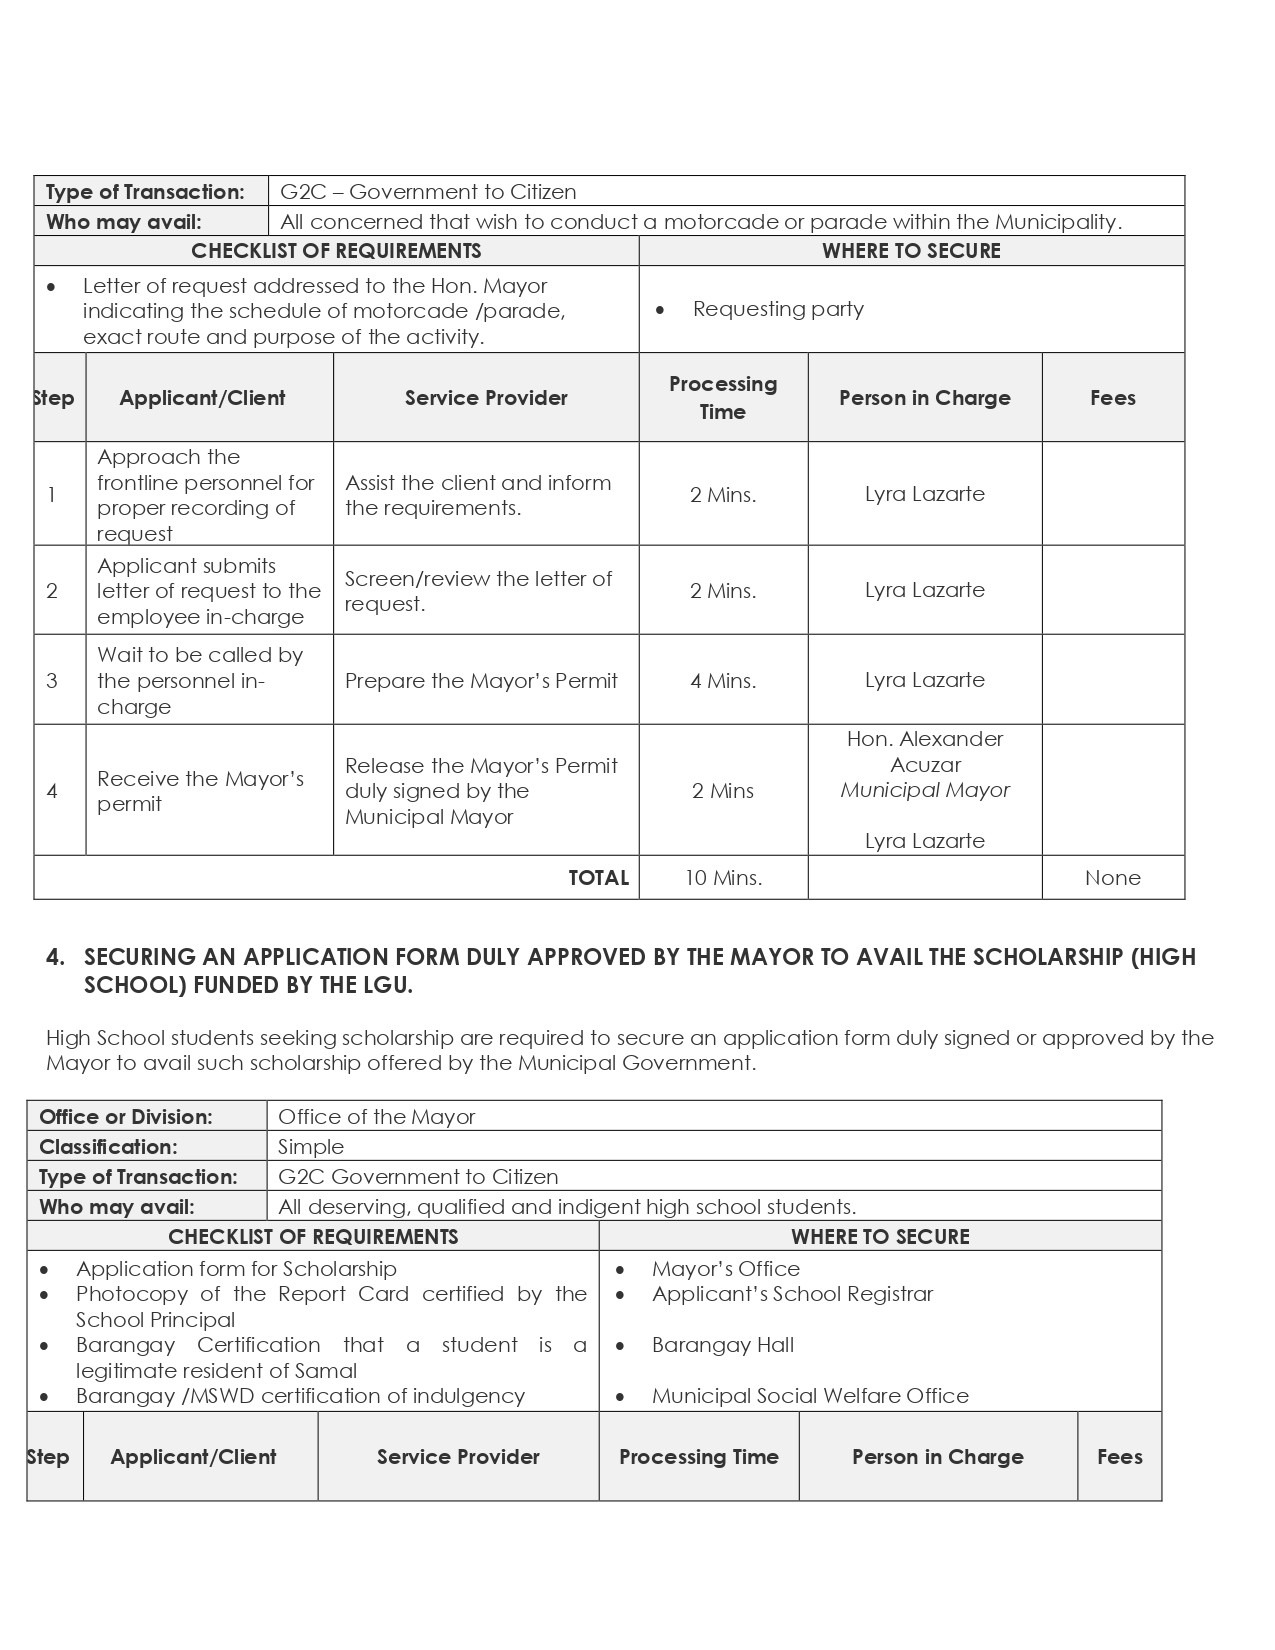 Type of Transaction: G2C – Government to Citizen
Who may avail: All concerned that wish to conduct a motorcade or parade within the Municipality.
CHECKLIST OF REQUIREMENTS WHERE TO SECURE
• Letter of request addressed to the Hon. Mayor
indicating the schedule of motorcade /parade,
exact route and purpose of the activity.
• Requesting party
Step Applicant/Client Service Provider Processing Time Person in Charge Fees
1
Approach the
frontline personnel for
proper recording of
request
Assist the client and inform
the requirements.
2 Mins.
Lyra Lazarte
2
Applicant submits
letter of request to the
employee in-charge
Screen/review the letter of
request.
2 Mins.
Lyra Lazarte
3
Wait to be called by
the personnel in-
charge
Prepare the Mayor’s Permit
4 Mins.
Lyra Lazarte
4
Receive the Mayor’s
permit
Release the Mayor’s Permit
duly signed by the
Municipal Mayor
2 Mins
Hon. Alexander
Acuzar
Municipal Mayor
Lyra Lazarte
TOTAL 10 Mins. None
4. SECURING AN APPLICATION FORM DULY APPROVED BY THE MAYOR TO AVAIL THE SCHOLARSHIP (HIGH
SCHOOL) FUNDED BY THE LGU.
High School students seeking scholarship are required to secure an application form duly signed or approved by the
Mayor to avail such scholarship offered by the Municipal Government.
Office or Division: Office of the Mayor
Classification: Simple
Type of Transaction: G2C Government to Citizen
Who may avail: All deserving, qualified and indigent high school students.
CHECKLIST OF REQUIREMENTS WHERE TO SECURE
• Application form for Scholarship
• Photocopy of the Report Card certified by the
School Principal
• Barangay Certification that a student is a
legitimate resident of Samal
• Barangay /MSWD certification of indulgency
• Mayor’s Office
• Applicant’s School Registrar
• Barangay Hall
• Municipal Social Welfare Office
Step Applicant/Client Service Provider Processing Time Person in Charge Fees